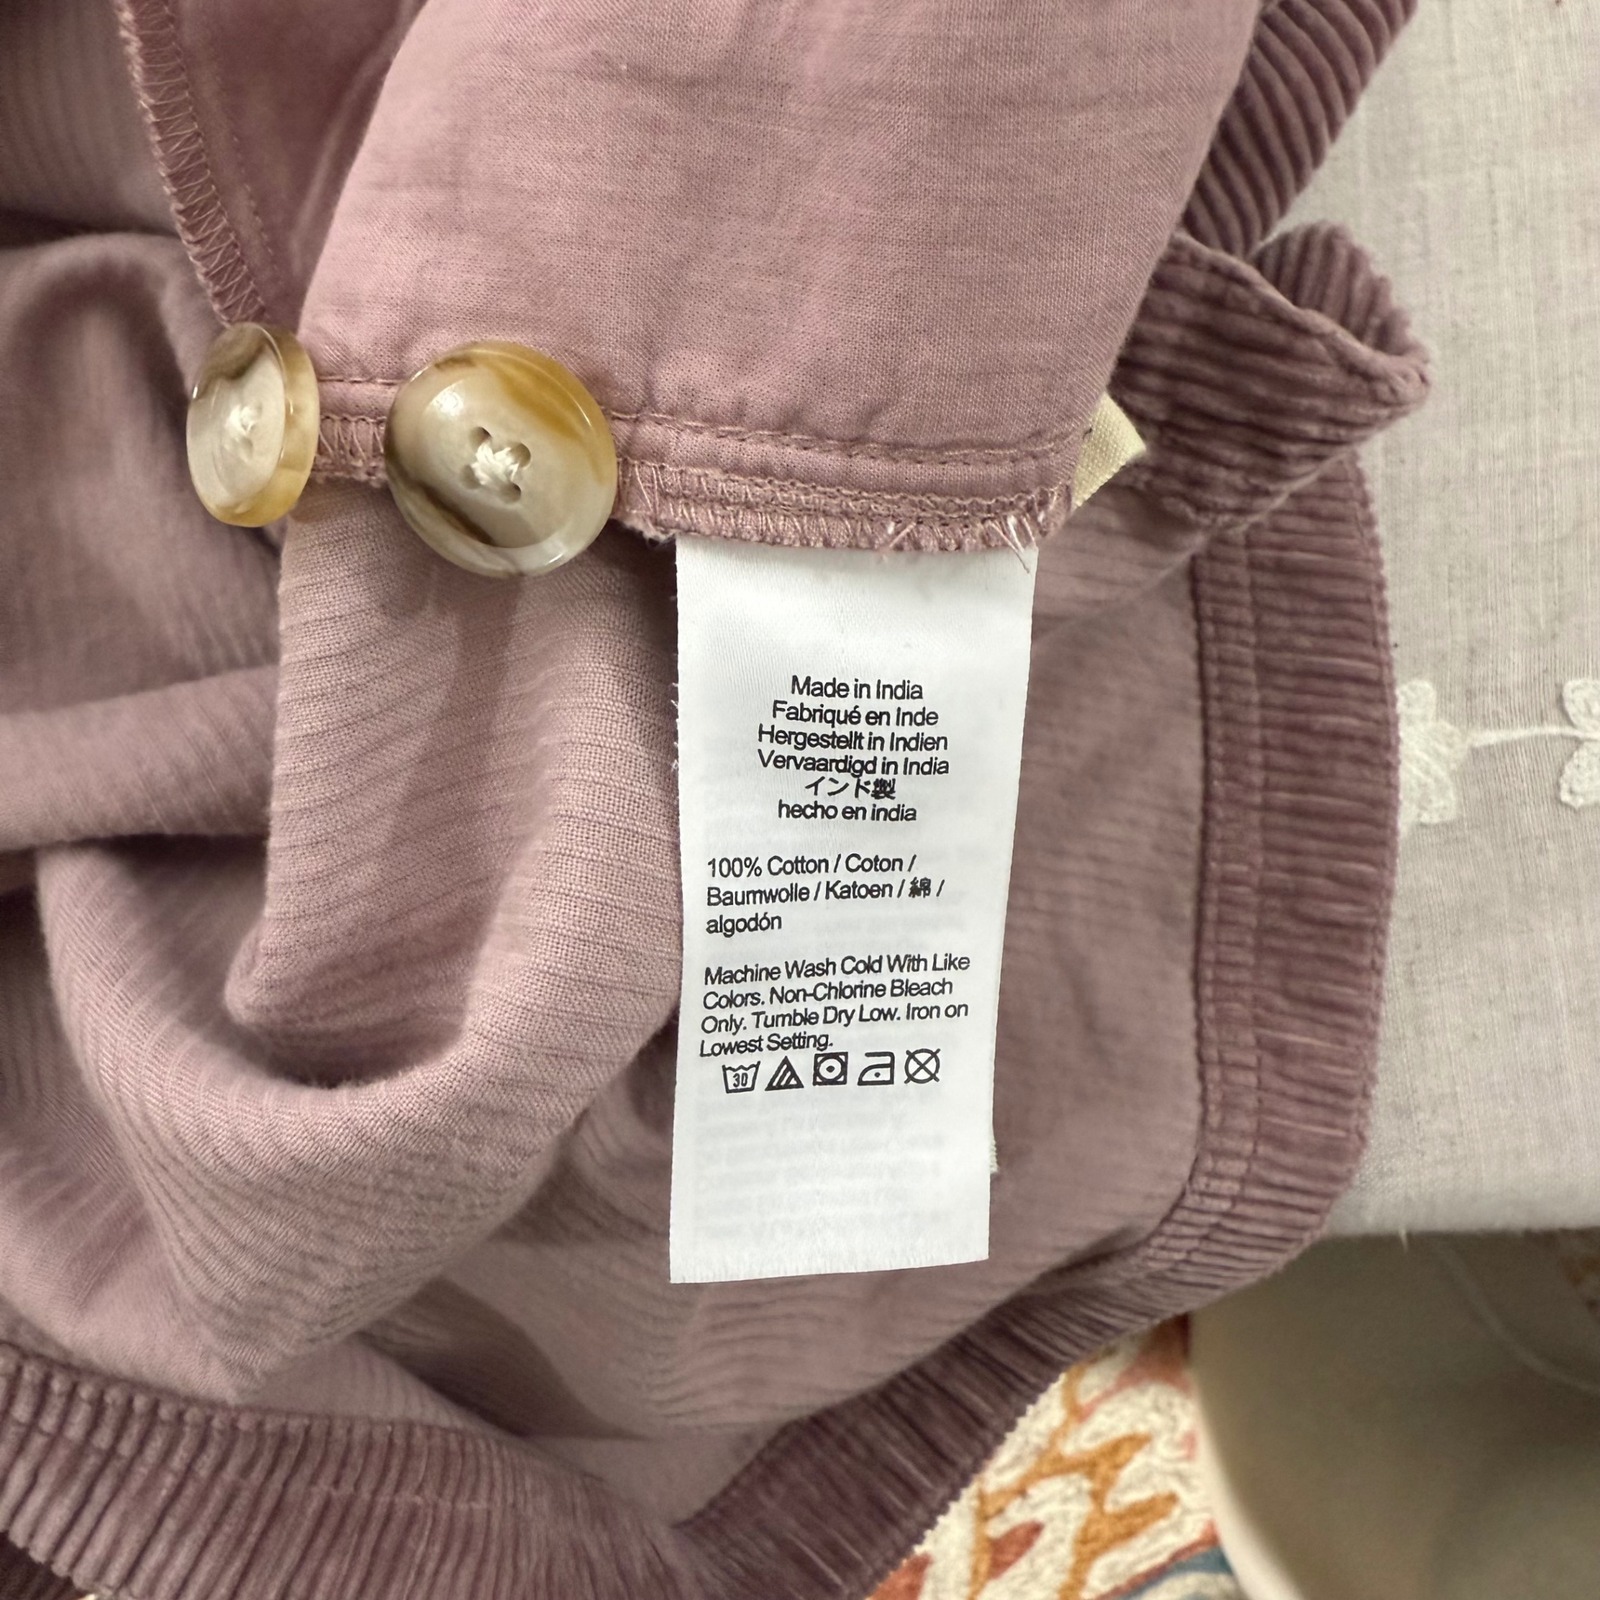 Made in India
Fabriqué en Inde
Hergestellt in Indien
Vervaardigd in India
インド製
hecho en india
100% Cotton / Coton /
Baumwolle / Katoen / 綿 /
algodón
Machine Wash Cold With Like
Colors. Non-Chlorine Bleach
Only. Tumble Dry Low. Iron on
Lowest Setting.
30